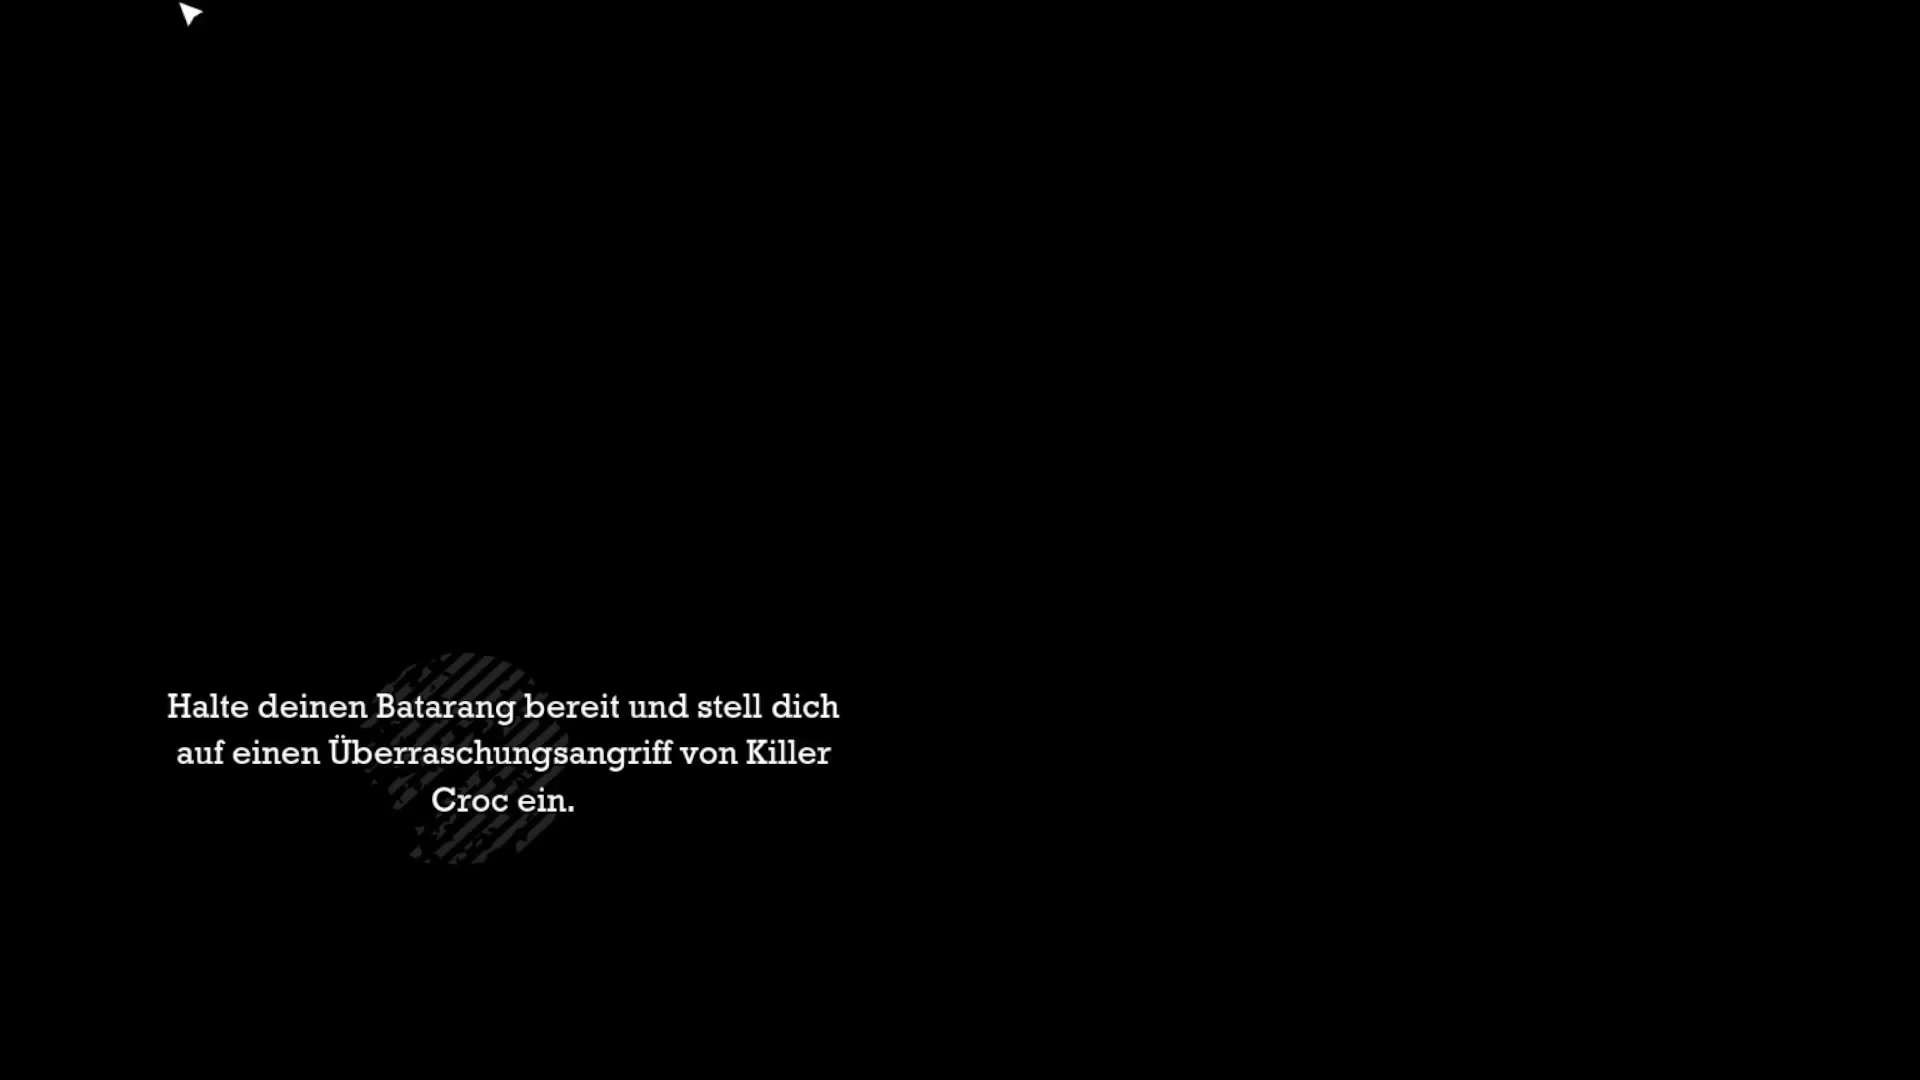 Halte deinen Batarang bereit und stell dich
auf einen Überraschungsangriff von Killer
Croc ein.